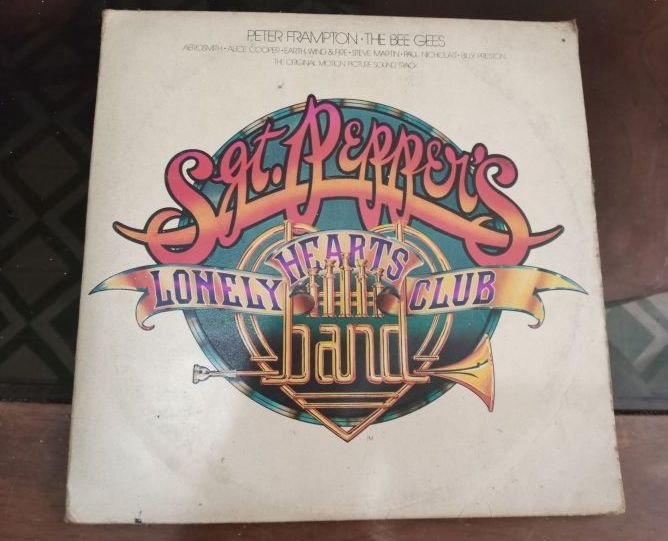 PETER FRAMPTON · THE BEE GEES
AEROSMITH · ALICE COOPER · EARTH, WIND & FIRE · STEVE MARTIN · PAUL NICHOLAS · BILLY PRESTON
THE ORIGINAL MOTION PICTURE SOUND TRACK
Sgt. Pepper's
LONELY HEARTS CLUB
band
TM